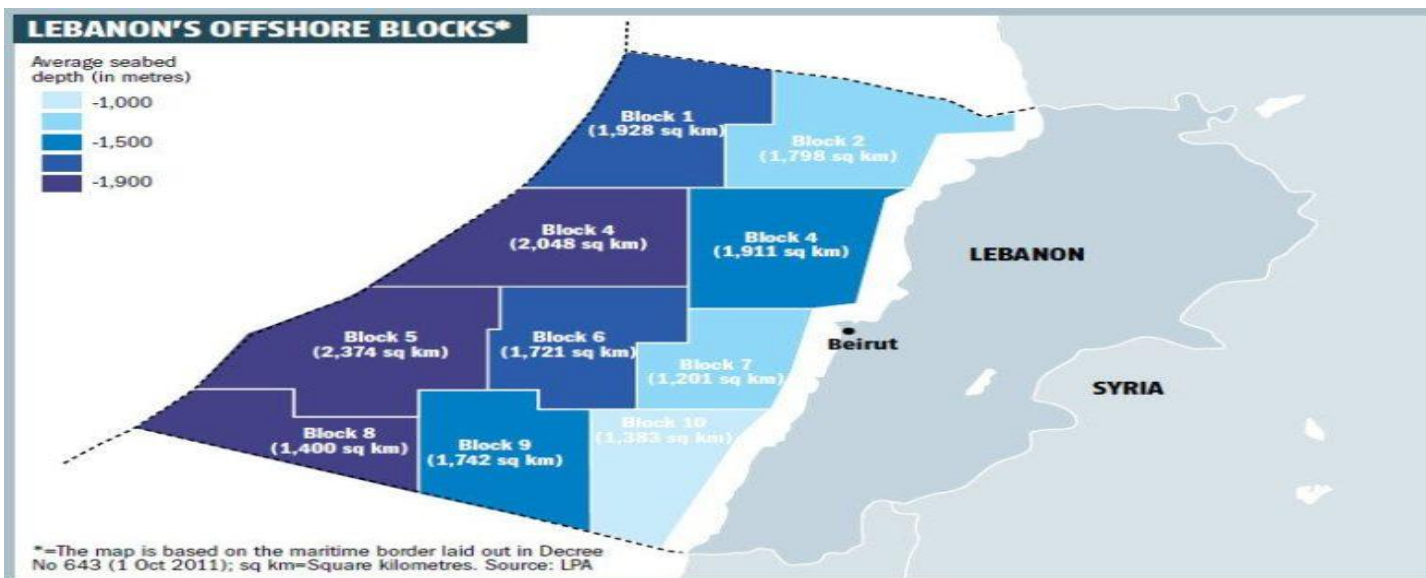 LEBANON'S OFFSHORE BLOCKS*
Average seabed
depth (in metres)
-1,000
-1,500
-1,900
Block 1
(1,928 sq km)
Block 2
(1,798 sq km)
Block 4
(2,048 sq km)
Block 4
(1,911 sq km)
LEBANON
Block 5
(2,374 sq km)
Block 6
(1,721 sq km)
Block 7
(1,201 sq km)
Beirut
SYRIA
Block 8
(1,400 sq km)
Block 9
(1,742 sq km)
Block 10
(1,383 sq km)
*=The map is based on the maritime border laid out in Decree
No 643 (1 Oct 2011); sq km=Square kilometres. Source: LPA